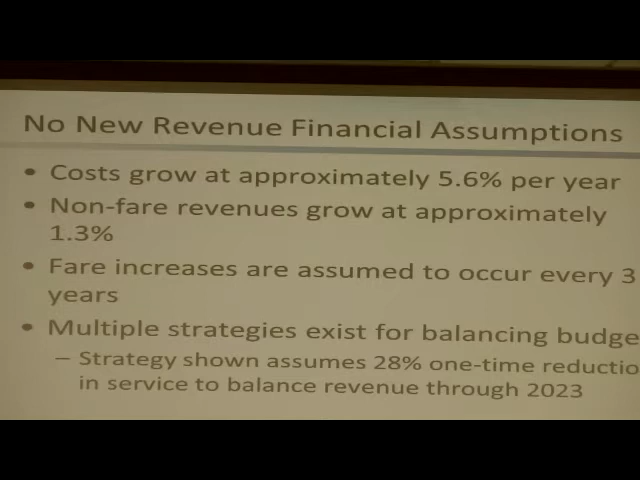 No New Revenue Financial Assumptions
• Costs grow at approximately 5.6% per year
• Non-fare revenues grow at approximately
1.3%
• Fare increases are assumed to occur every 3
years
• Multiple strategies exist for balancing budge
– Strategy shown assumes 28% one-time reductio
in service to balance revenue through 2023